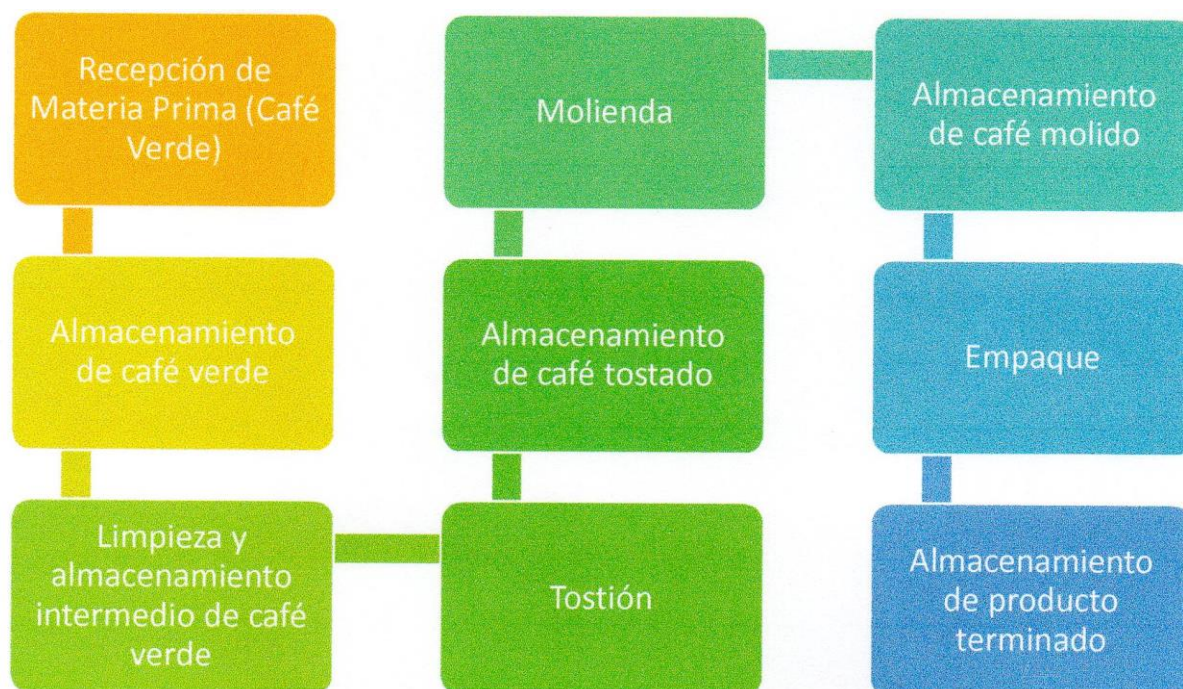 Recepción de
Materia Prima (Café
Verde)
Almacenamiento
de café verde
Limpieza y
almacenamiento
intermedio de café
verde
Tostión
Almacenamiento
de café tostado
Molienda
Almacenamiento
de café molido
Empaque
Almacenamiento
de producto
terminado